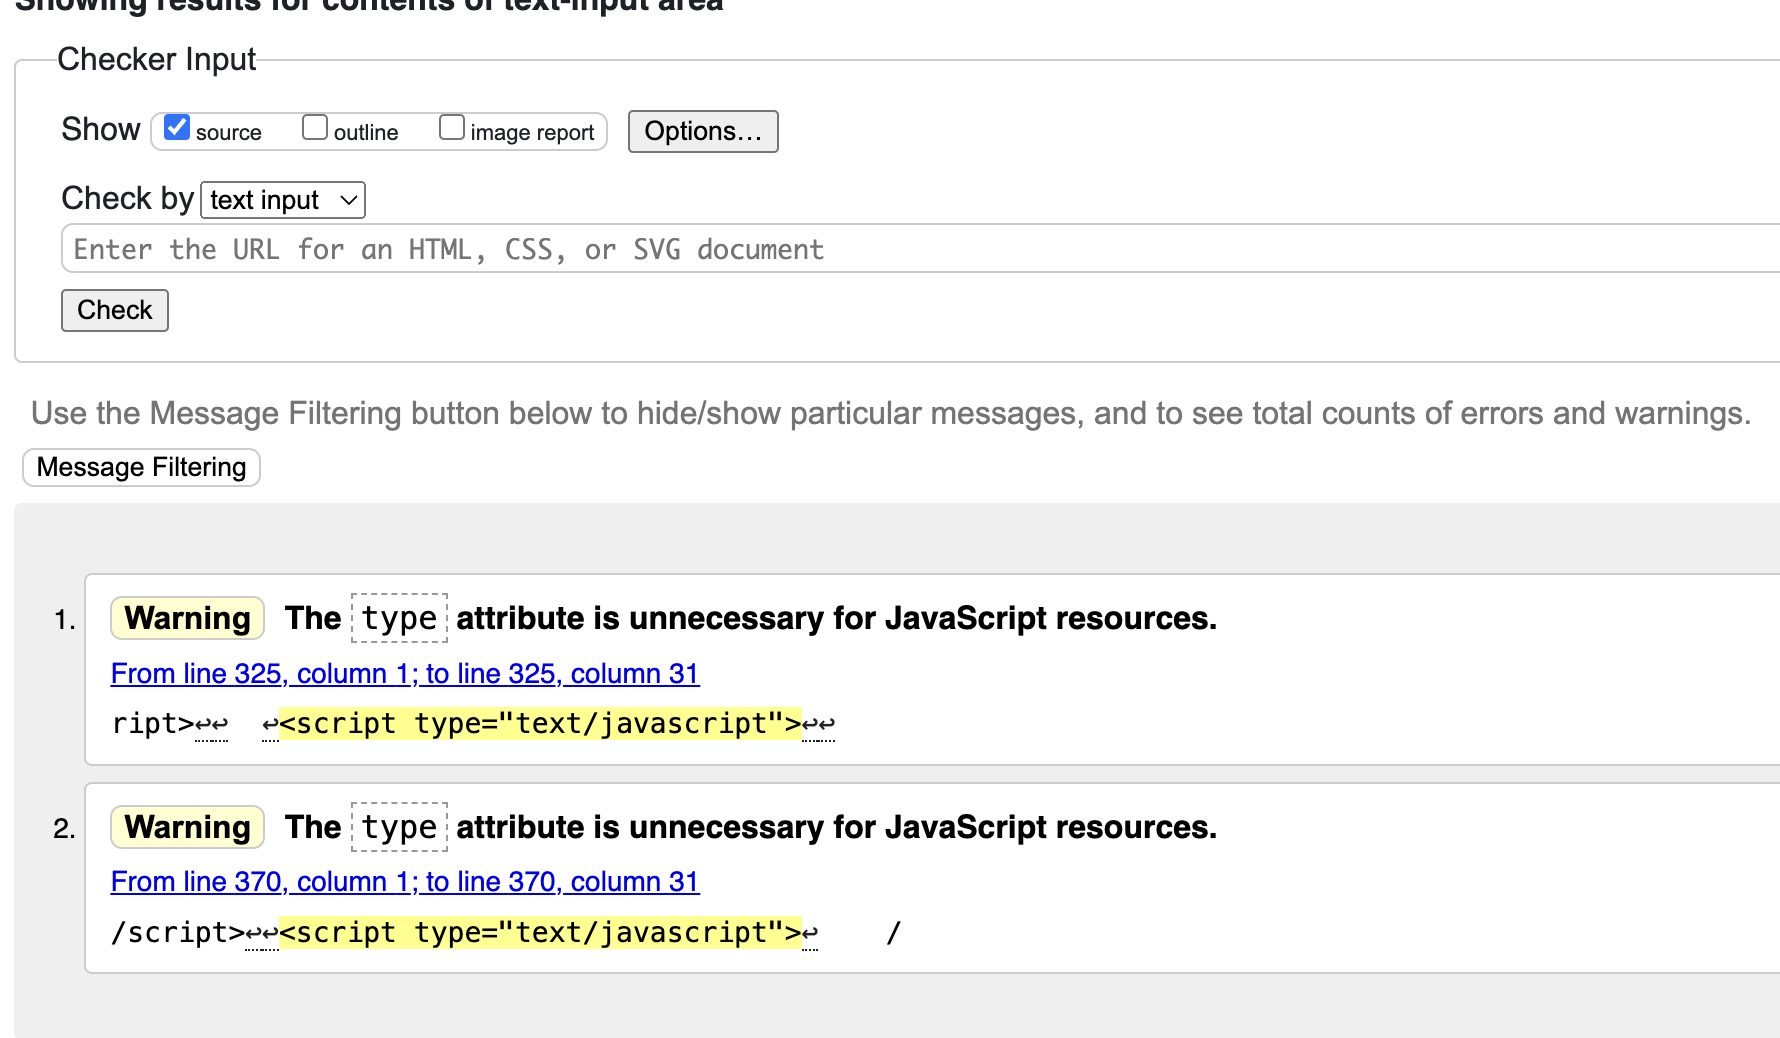 Showing results for contents of text-input area
Checker Input
Show source outline image report Options…
Check by text input
Enter the URL for an HTML, CSS, or SVG document
Check
Use the Message Filtering button below to hide/show particular messages, and to see total counts of errors and warnings.
Message Filtering
1. Warning The type attribute is unnecessary for JavaScript resources.
From line 325, column 1; to line 325, column 31
ript>↩↩  ↩<script type="text/javascript">↩↩
2. Warning The type attribute is unnecessary for JavaScript resources.
From line 370, column 1; to line 370, column 31
/script>↩↩<script type="text/javascript">↩    /